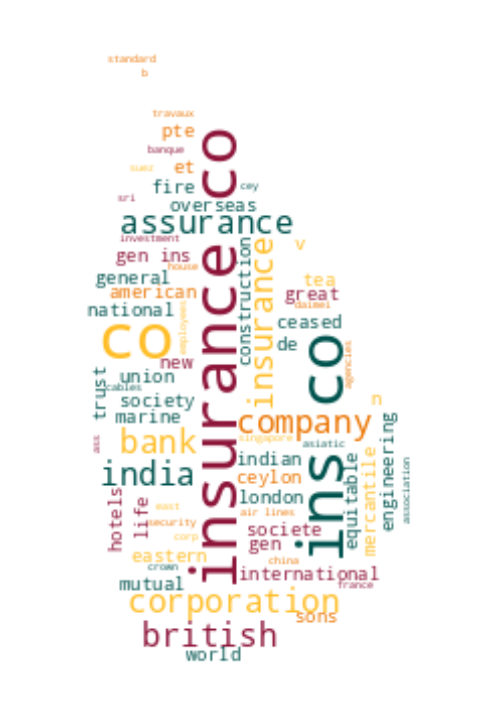 standard
b
travaux
pte
banque
suez
et
insurance co
fire
cey
sri
overseas
assurance
investment
construction
insurance
v
gen ins
house
general
american
tea
great
daimei
national
employees
co
ceased
de
ins co
agencies
new
union
cables
trust
society
marine
n
company
engineering
ass
bank
singapore
asiatic
india
indian
equitable
mercantile
association
ceylon
london
hotels
life
east
air lines
security
societe
corp
gen
eastern
china
crown
international
mutual
france
corporation
sons
british
world